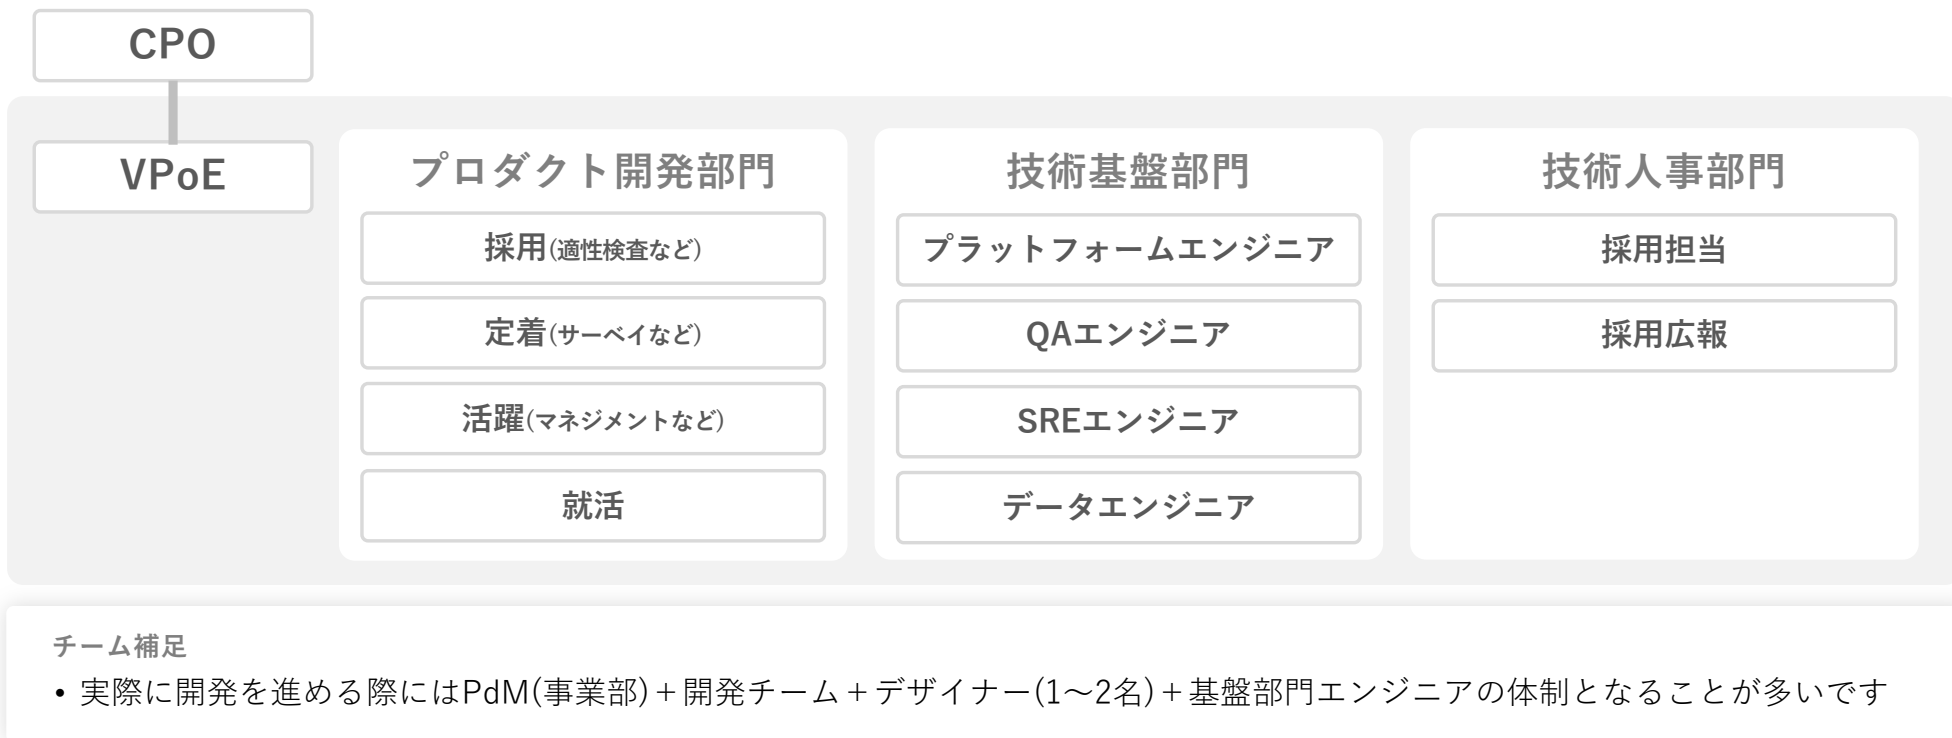 CPO
VPoE
プロダクト開発部門
採用(適性検査など)
定着(サーベイなど)
活躍(マネジメントなど)
就活
技術基盤部門
プラットフォームエンジニア
QAエンジニア
SREエンジニア
データエンジニア
技術人事部門
採用担当
採用広報
チーム補足
• 実際に開発を進める際にはPdM(事業部)＋開発チーム＋デザイナー(1〜2名)＋基盤部門エンジニアの体制となることが多いです